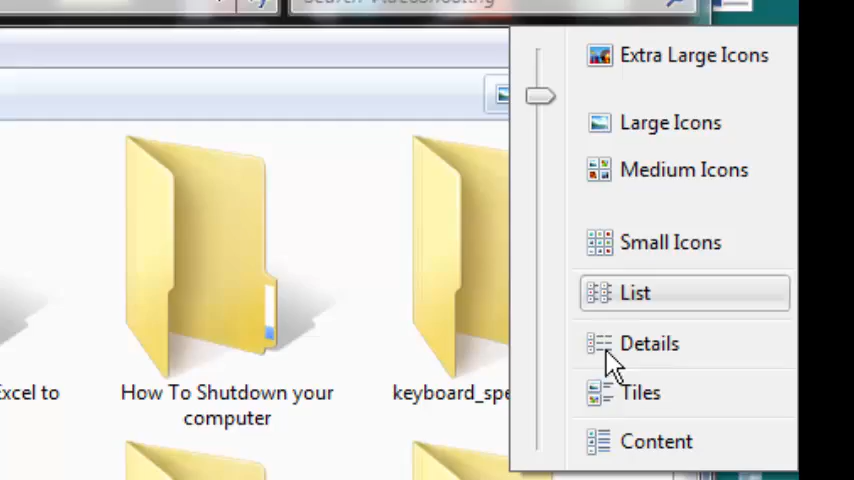 Search VideoShooting
Extra Large Icons
Large Icons
Medium Icons
Small Icons
List
Details
Tiles
Content
Excel to
How To Shutdown your
computer
keyboard_spe